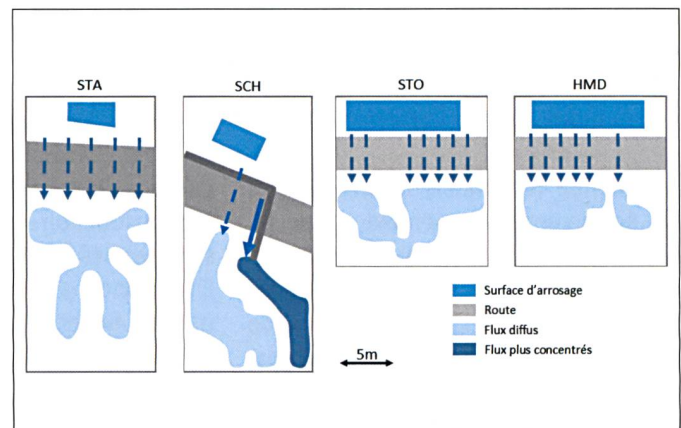 STA
SCH
STO
HMD
Surface d'arrosage
Route
Flux diffus
Flux plus concentrés
5m